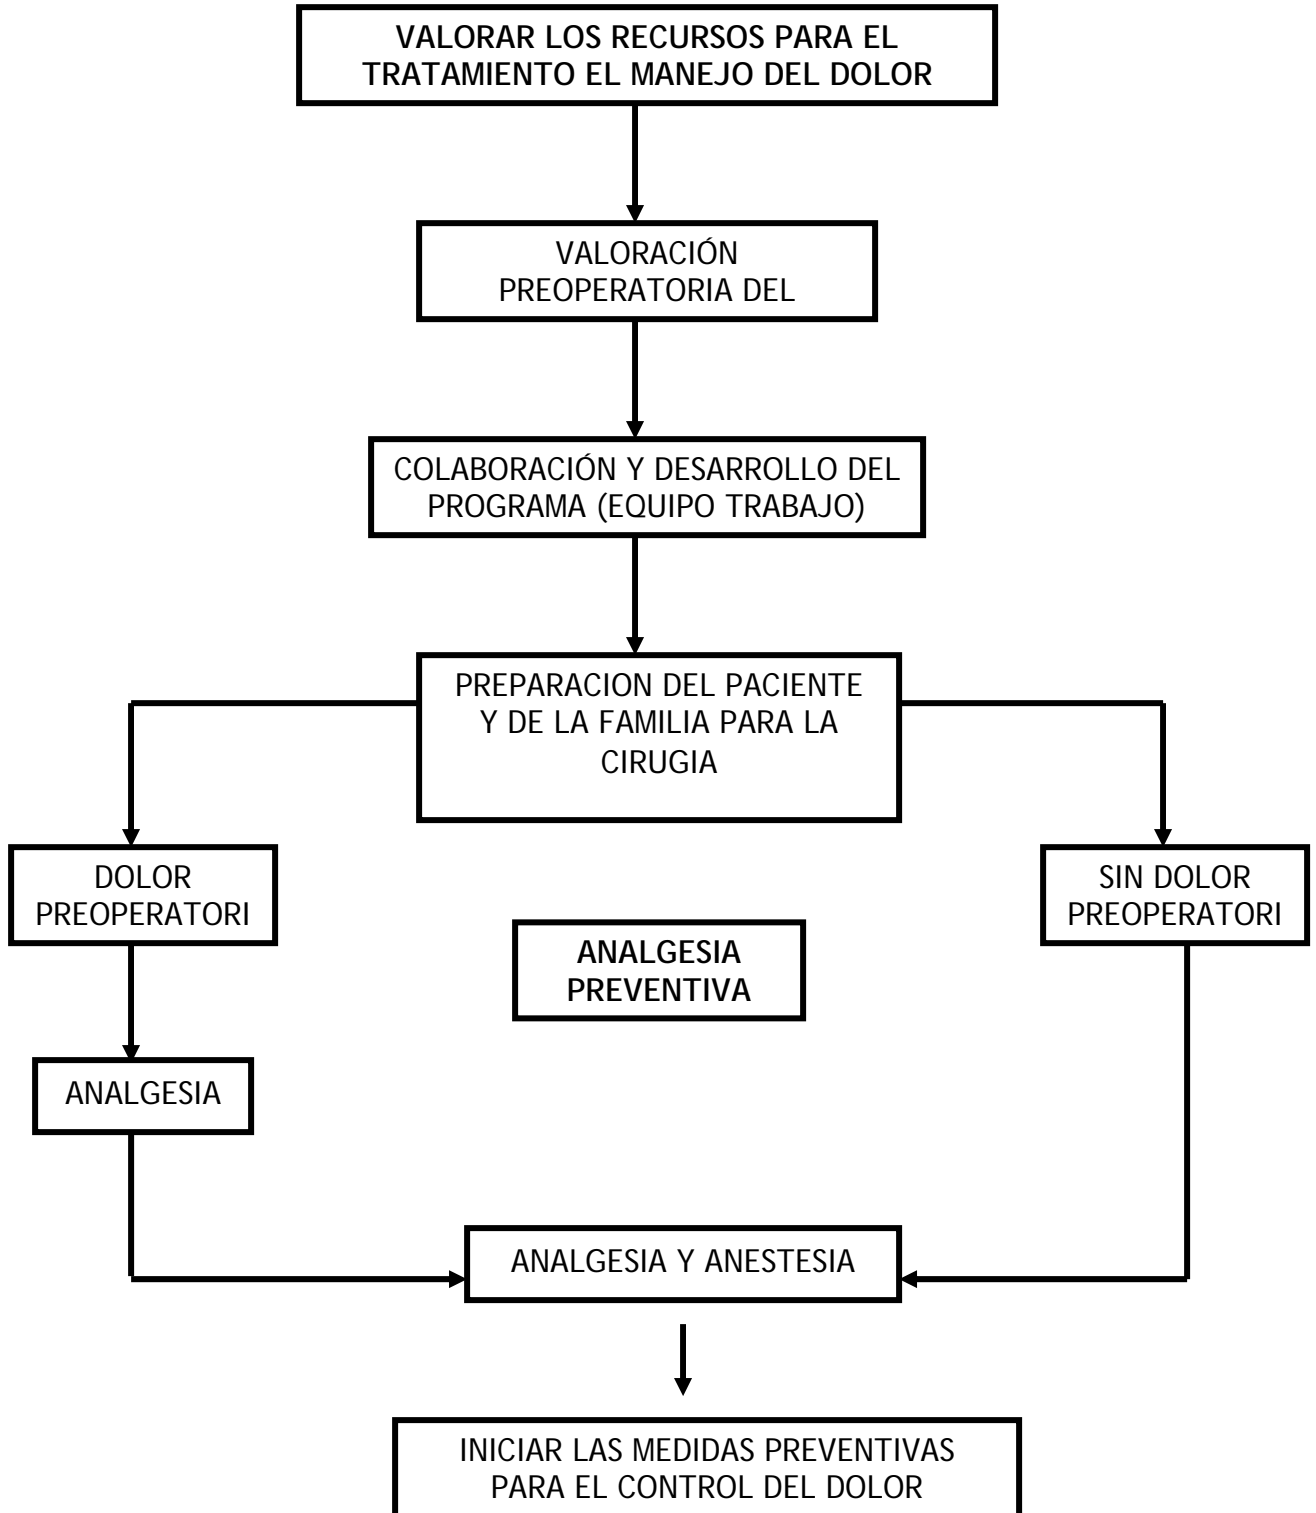 VALORAR LOS RECURSOS PARA EL
TRATAMIENTO EL MANEJO DEL DOLOR
VALORACIÓN
PREOPERATORIA DEL
COLABORACIÓN Y DESARROLLO DEL
PROGRAMA (EQUIPO TRABAJO)
PREPARACION DEL PACIENTE
Y DE LA FAMILIA PARA LA
CIRUGIA
DOLOR
PREOPERATORI
SIN DOLOR
PREOPERATORI
ANALGESIA
PREVENTIVA
ANALGESIA
ANALGESIA Y ANESTESIA
INICIAR LAS MEDIDAS PREVENTIVAS
PARA EL CONTROL DEL DOLOR